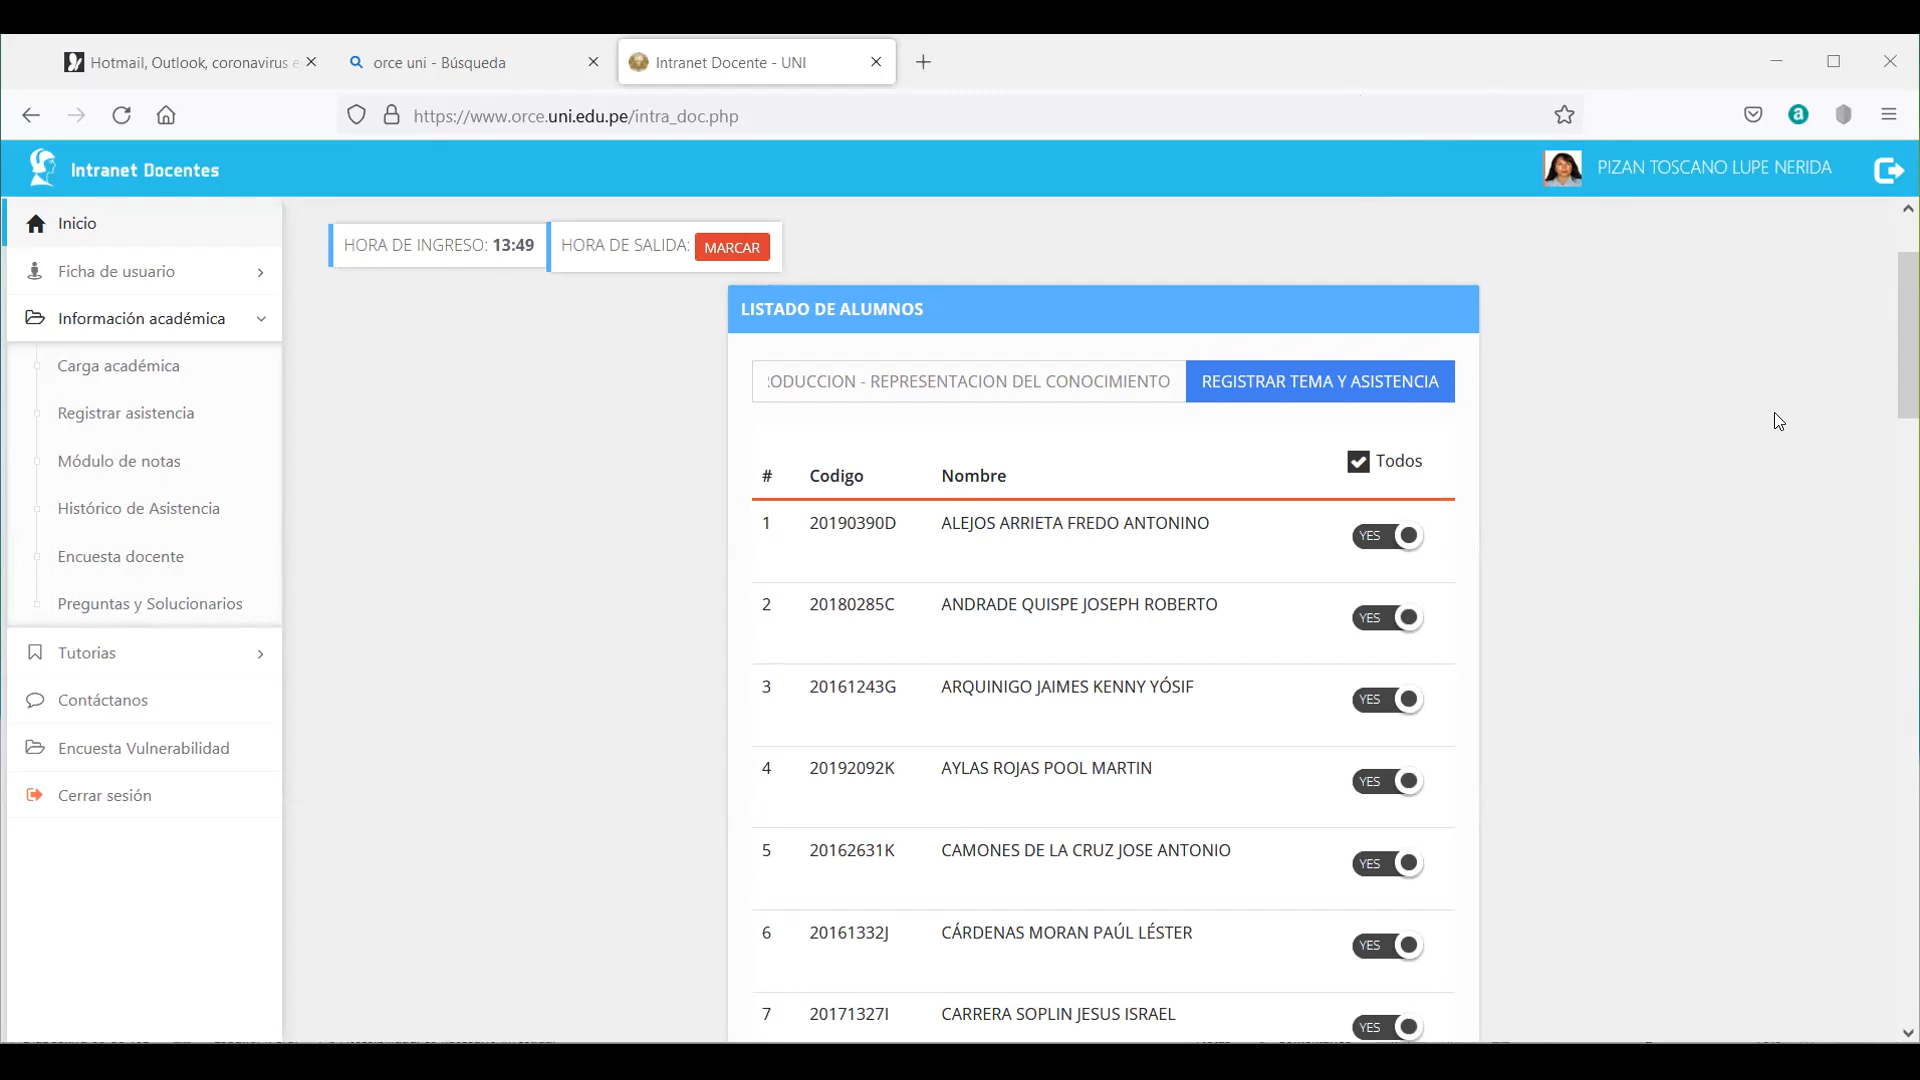 Hotmail, Outlook, coronavirus e
orce uni - Búsqueda
Intranet Docente - UNI
https://www.orce.uni.edu.pe/intra_doc.php
Intranet Docentes
PIZAN TOSCANO LUPE NERIDA
Inicio
Ficha de usuario
Información académica
Carga académica
Registrar asistencia
Módulo de notas
Histórico de Asistencia
Encuesta docente
Preguntas y Solucionarios
Tutorias
Contáctanos
Encuesta Vulnerabilidad
Cerrar sesión
HORA DE INGRESO: 13:49
HORA DE SALIDA: MARCAR
LISTADO DE ALUMNOS
RODUCCION - REPRESENTACION DEL CONOCIMIENTO
REGISTRAR TEMA Y ASISTENCIA
# Codigo Nombre Todos
1 20190390D ALEJOS ARRIETA FREDO ANTONINO YES
2 20180285C ANDRADE QUISPE JOSEPH ROBERTO YES
3 20161243G ARQUINIGO JAIMES KENNY YÓSIF YES
4 20192092K AYLAS ROJAS POOL MARTIN YES
5 20162631K CAMONES DE LA CRUZ JOSE ANTONIO YES
6 20161332J CÁRDENAS MORAN PAÚL LÉSTER YES
7 20171327I CARRERA SOPLIN JESUS ISRAEL YES